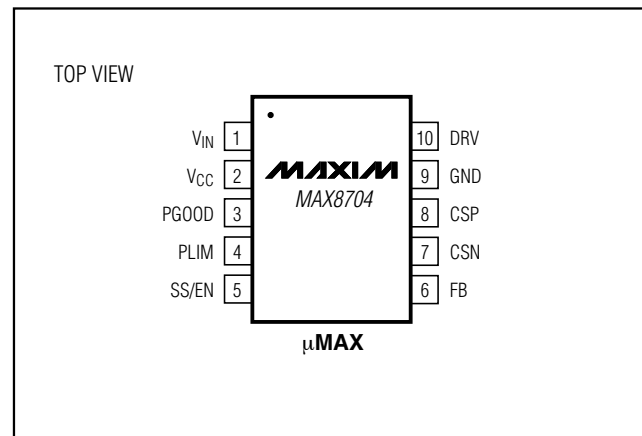 TOP VIEW
VIN 1
VCC 2
PGOOD 3
PLIM 4
SS/EN 5
MAXIM
MAX8704
10 DRV
9 GND
8 CSP
7 CSN
6 FB
µMAX